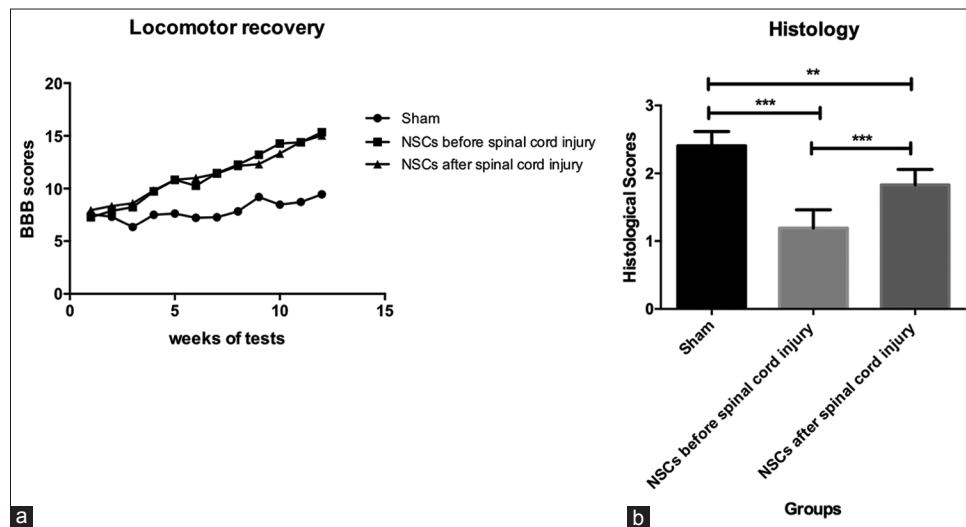 Locomotor recovery
20
15
10
5
0
BBB scores
0 5 10 15
weeks of tests
Sham
NSCs before spinal cord injury
NSCs after spinal cord injury
a
Histology
**
***
***
3
2
1
0
Histological Scores
Sham
NSCs before spinal cord injury
NSCs after spinal cord injury
Groups
b